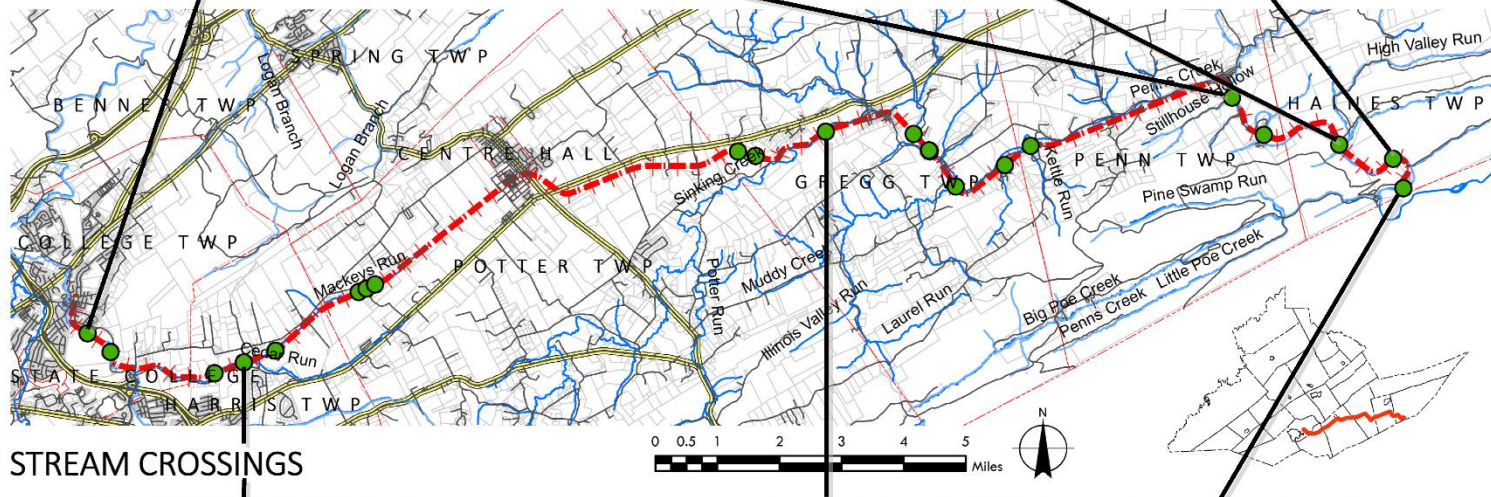 High Valley Run
SPRING TWP
Logan Branch
Penns Creek
BENNER TWP
Stillhouse Hollow
HAINES TWP
Logan Branch
CENTRE HALL
Sinking Creek
GREGG TWP
Kettle Run
PENN TWP
Pine Swamp Run
COLLEGE TWP
Mackeys Run
POTTER TWP
Potter Run
Muddy Creek
Illinois Valley Run
Laurel Run
Big Poe Creek
Penns Creek
Little Poe Creek
Cedar Run
STATE COLLEGE
HARRIS TWP
N
0 0.5 1 2 3 4 5
Miles
STREAM CROSSINGS